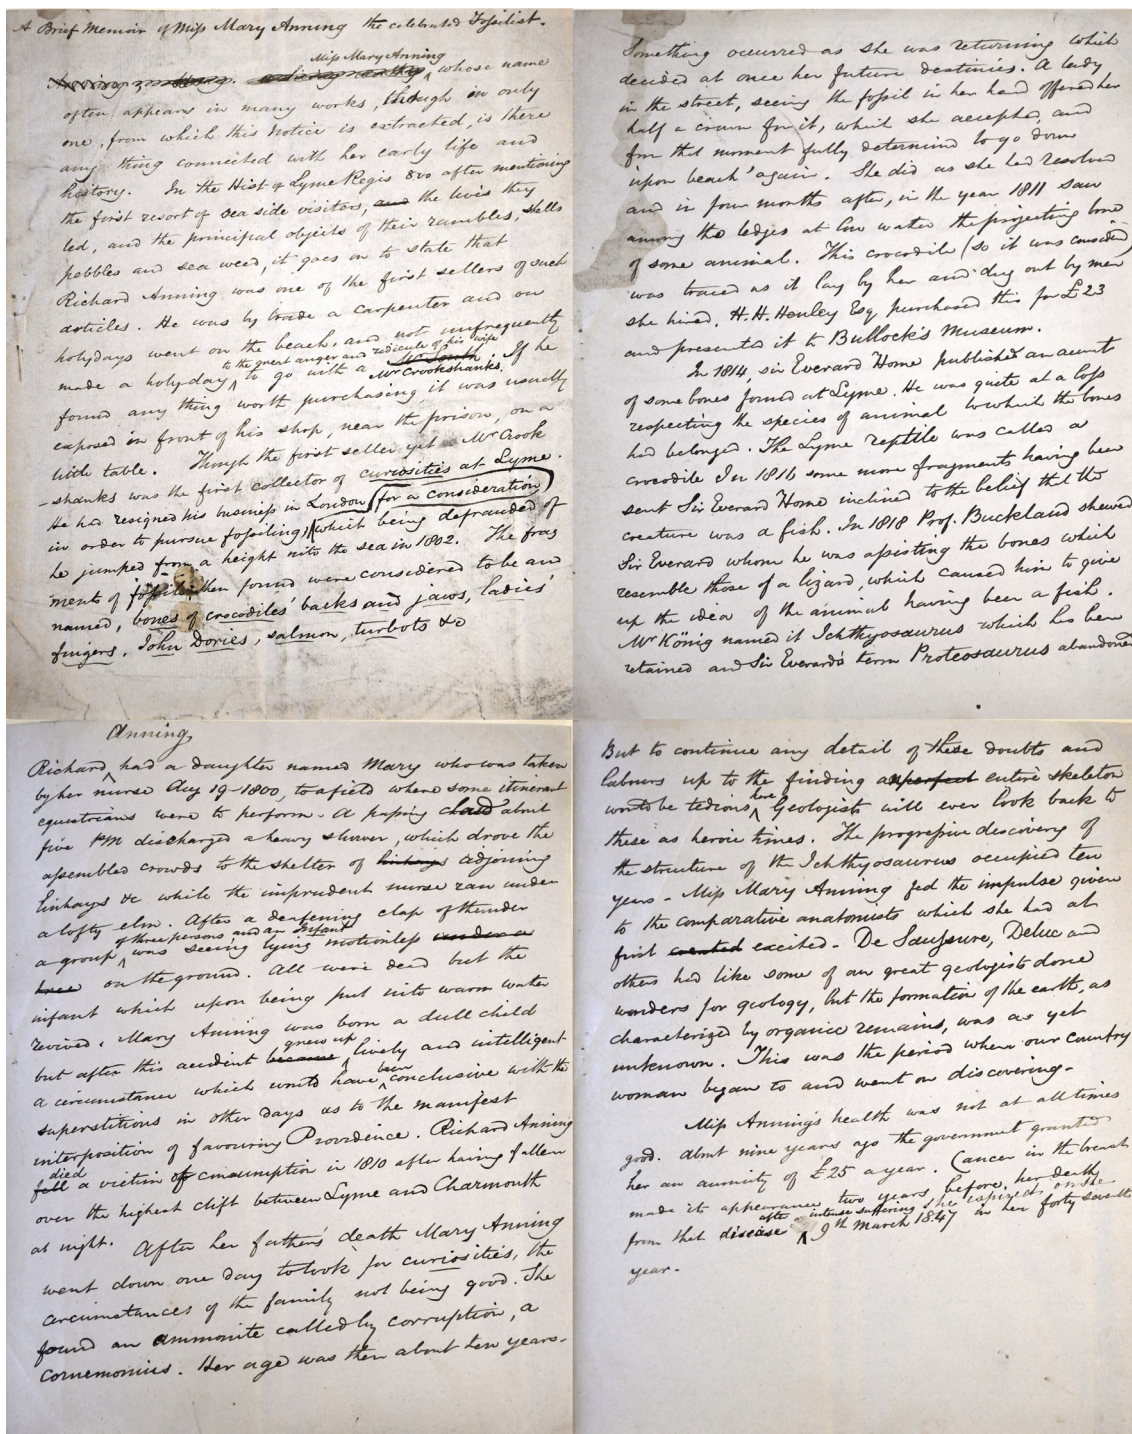 A Brief Memoir of Miss Mary Anning the celebrated Fossilist.
Miss Mary Anning
whose name
often appears in many works, though in only
one, from which this notice is extracted, is there
any thing connected with her early life and
history. In the Hist of Lyme Regis &co after mentioning
the first resort of sea side visitors, and the lives they
led, and the principal objects of their rambles, shells
pebbles and sea weed, it goes on to state that
Richard Anning was one of the first sellers of such
articles. He was by trade a carpenter and on
holydays went on the beach, and not unfrequently
to the great anger and ridicule of his wife
made a holyday to go with a Mr Crookshanks. If he
found any thing worth purchasing, it was usually
exposed in front of his shop, near the prison, on a
little table. Though the first seller yet a Mr Crook
-shanks was the first collector of curiosities at Lyme.
He had resigned his business in London (for a consideration)
in order to pursue fossiling, which being defrauded of
he jumped from a height into the sea in 1802. The frag
ments of fossils then found were considered to be and
named, bones of crocodiles' backs and jaws, ladies'
fingers, John Dories, salmon, turbots &c
Anning,
Richard had a daughter named Mary who was taken
by her nurse Aug 19-1800, to a field where some itinerant
equestrians were to perform. A passing cloud about
five PM discharged a heavy shower, which drove the
assembled crowds to the shelter of linhays adjoining
linhays &c while the imprudent nurse ran under
a lofty elm. After a deafening clap of thunder
of three persons and an infant
a group was seeing lying motionless under a
tree on the ground. All were dead but the
infant which upon being put into warm water
revived. Mary Anning was born a dull child
grew up
but after this accident became lively and intelligent
been
a circumstance which would have conclusive with the
superstitions in other days as to the manifest
interposition of favouring Providence. Richard Anning
died
fell a victim of consumption in 1810 after having fallen
over the highest clift between Lyme and Charmouth
at night. After her father's death Mary Anning
went down one day to look for curiosities, the
circumstances of the family not being good. She
found an ammonite called by corruption, a
cornemonius. Her age was then about ten years.
Something occurred as she was returning which
decided at once her future destinies. A lady
in the street, seeing the fossil in her hand offered her
half a crown for it, whih she accepted, and
from that moment fully determind to go down
'upon beach' again. She did as she had resolved
and in four months after, in the year 1811 saw
among the ledges at low water the projecting bone
of some animal. This crocodile (so it was considered)
was traced as it lay by her and dug out by men
she hired, H. H. Henley Esq purchased this for £23
and presented it to Bullock's Museum.
In 1814, sir Everard Home published an account
of some bones found at Lyme. He was quite at a loss
respecting the species of animal to which the bones
had belonged. The Lyme reptile was called a
crocodile In 1816 some more fragments having been
sent Sir Everard Home inclined to the belief that the
creature was a fish. In 1818 Prof. Buckland shewed
Sir Everard whom he was assisting the bones which
resemble those of a lizard, which caused him to give
up the idea of the animal having been a fish.
Mr König named it Ichthyosaurus which has been
retained and Sir Everard's term Proteosaurus abandoned
But to continue any detail of these doubts and
labours up to the finding a perfect entire skeleton
here
would be tedious, Geologists will ever look back to
these as heroic times. The progressive discovery of
the structure of the Ichthyosaurus occupied ten
years - Miss Mary Anning fed the impulse given
to the comparative anatomists which she had at
first created excited - De Saussure, Deluc and
others had like some of our great geologists done
wonders for geology, but the formation of the earth, as
characterized by organic remains, was as yet
unknown. This was the period when our country
woman began to and went on discovering.
Miss Anning's health was not at all times
good. About nine years ago the government granted
her an annuity of £25 a year. Cancer in the breast
made its appearance two years before her death
after intense suffering she expired on the
from that disease 9th March 1847 in her forty seventh
year.